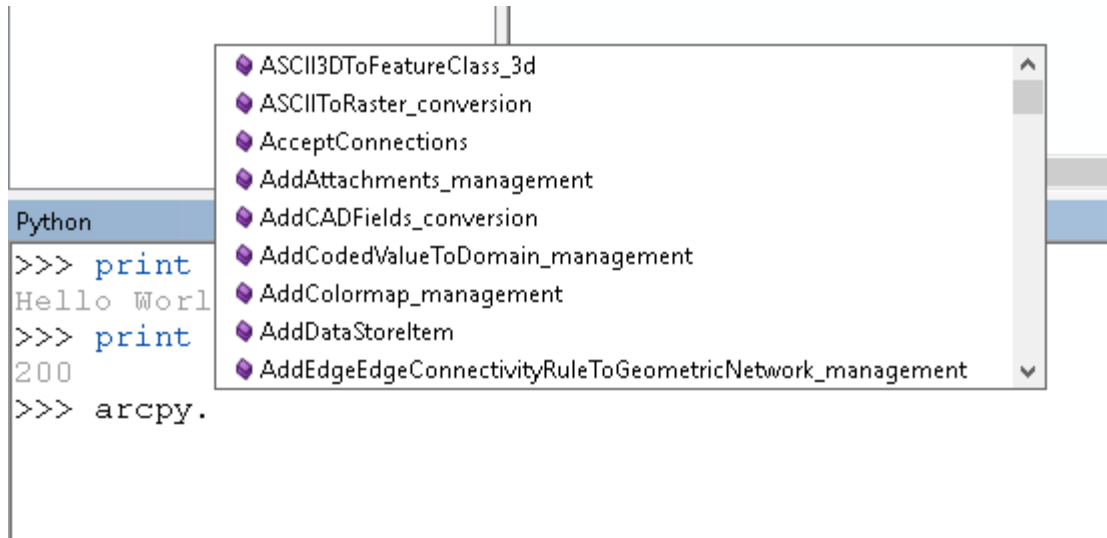 ASCII3DToFeatureClass_3d
ASCIIToRaster_conversion
AcceptConnections
AddAttachments_management
AddCADFields_conversion
AddCodedValueToDomain_management
AddColormap_management
AddDataStoreItem
AddEdgeEdgeConnectivityRuleToGeometricNetwork_management
Python
>>> print
Hello Worl
>>> print
200
>>> arcpy.